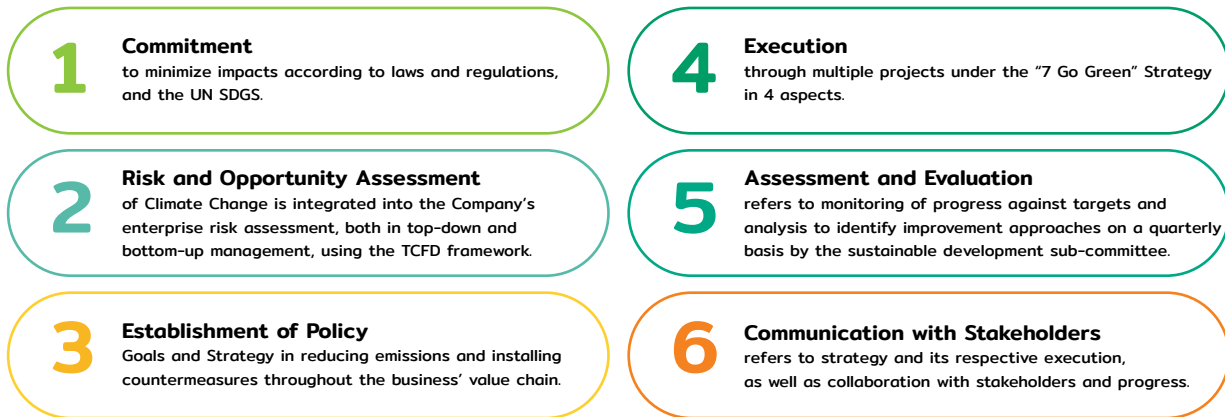 1
Commitment
to minimize impacts according to laws and regulations,
and the UN SDGS.
2
Risk and Opportunity Assessment
of Climate Change is integrated into the Company's
enterprise risk assessment, both in top-down and
bottom-up management, using the TCFD framework.
3
Establishment of Policy
Goals and Strategy in reducing emissions and installing
countermeasures throughout the business' value chain.
4
Execution
through multiple projects under the “7 Go Green” Strategy
in 4 aspects.
5
Assessment and Evaluation
refers to monitoring of progress against targets and
analysis to identify improvement approaches on a quarterly
basis by the sustainable development sub-committee.
6
Communication with Stakeholders
refers to strategy and its respective execution,
as well as collaboration with stakeholders and progress.